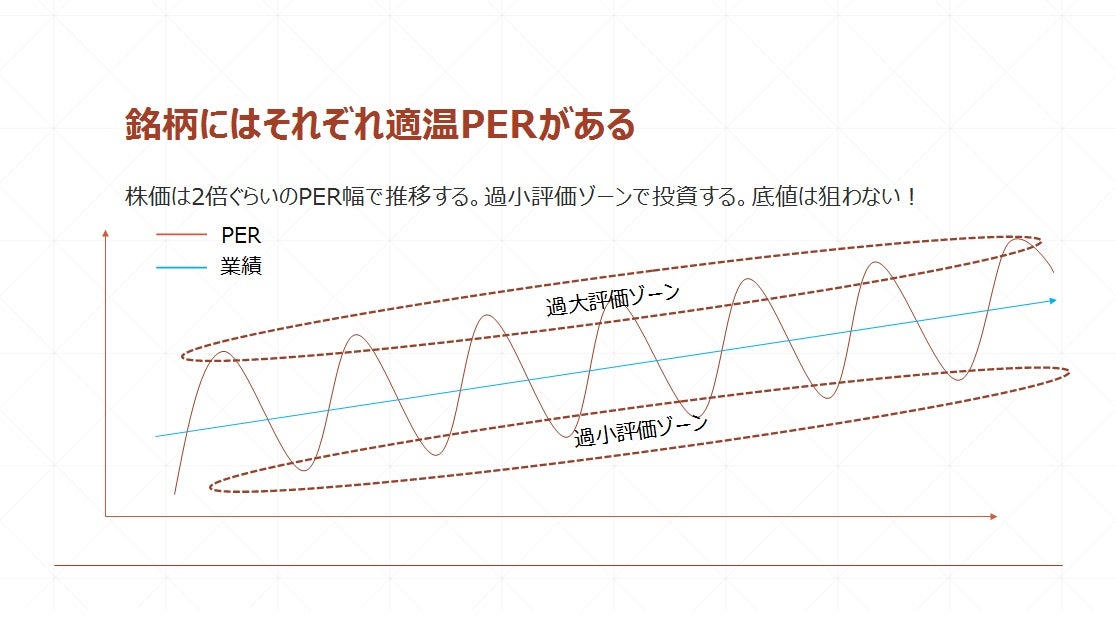 銘柄にはそれぞれ適温PERがある
株価は2倍ぐらいのPER幅で推移する。過小評価ゾーンで投資する。底値は狙わない！
PER
業績
過大評価ゾーン
過小評価ゾーン